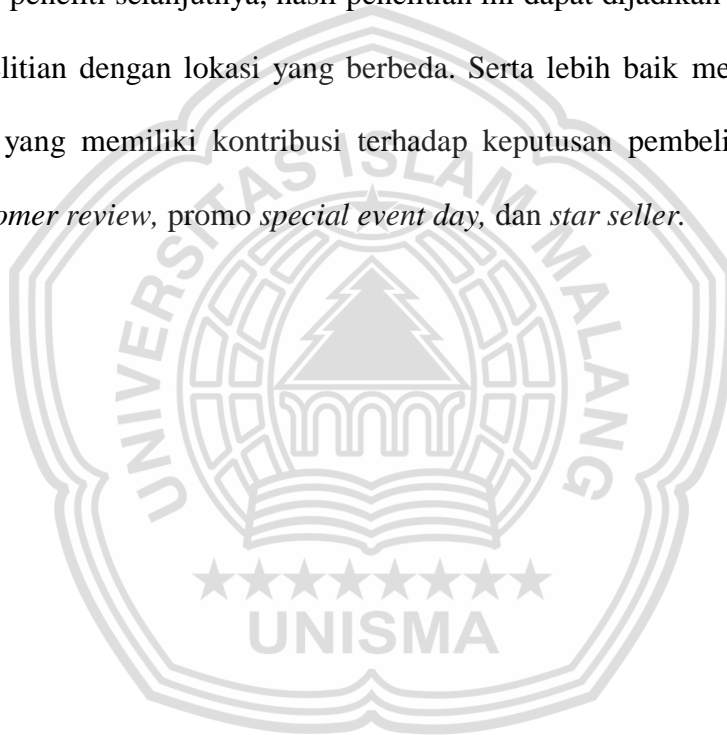 peneliti selanjutnya, hasil penelitian ini dapat dijadikan
elitian dengan lokasi yang berbeda. Serta lebih baik me
yang memiliki kontribusi terhadap keputusan pembeli
omer review, promo special event day, dan star seller.
UNIVERSITAS ISLAM MALANG
UNISMA